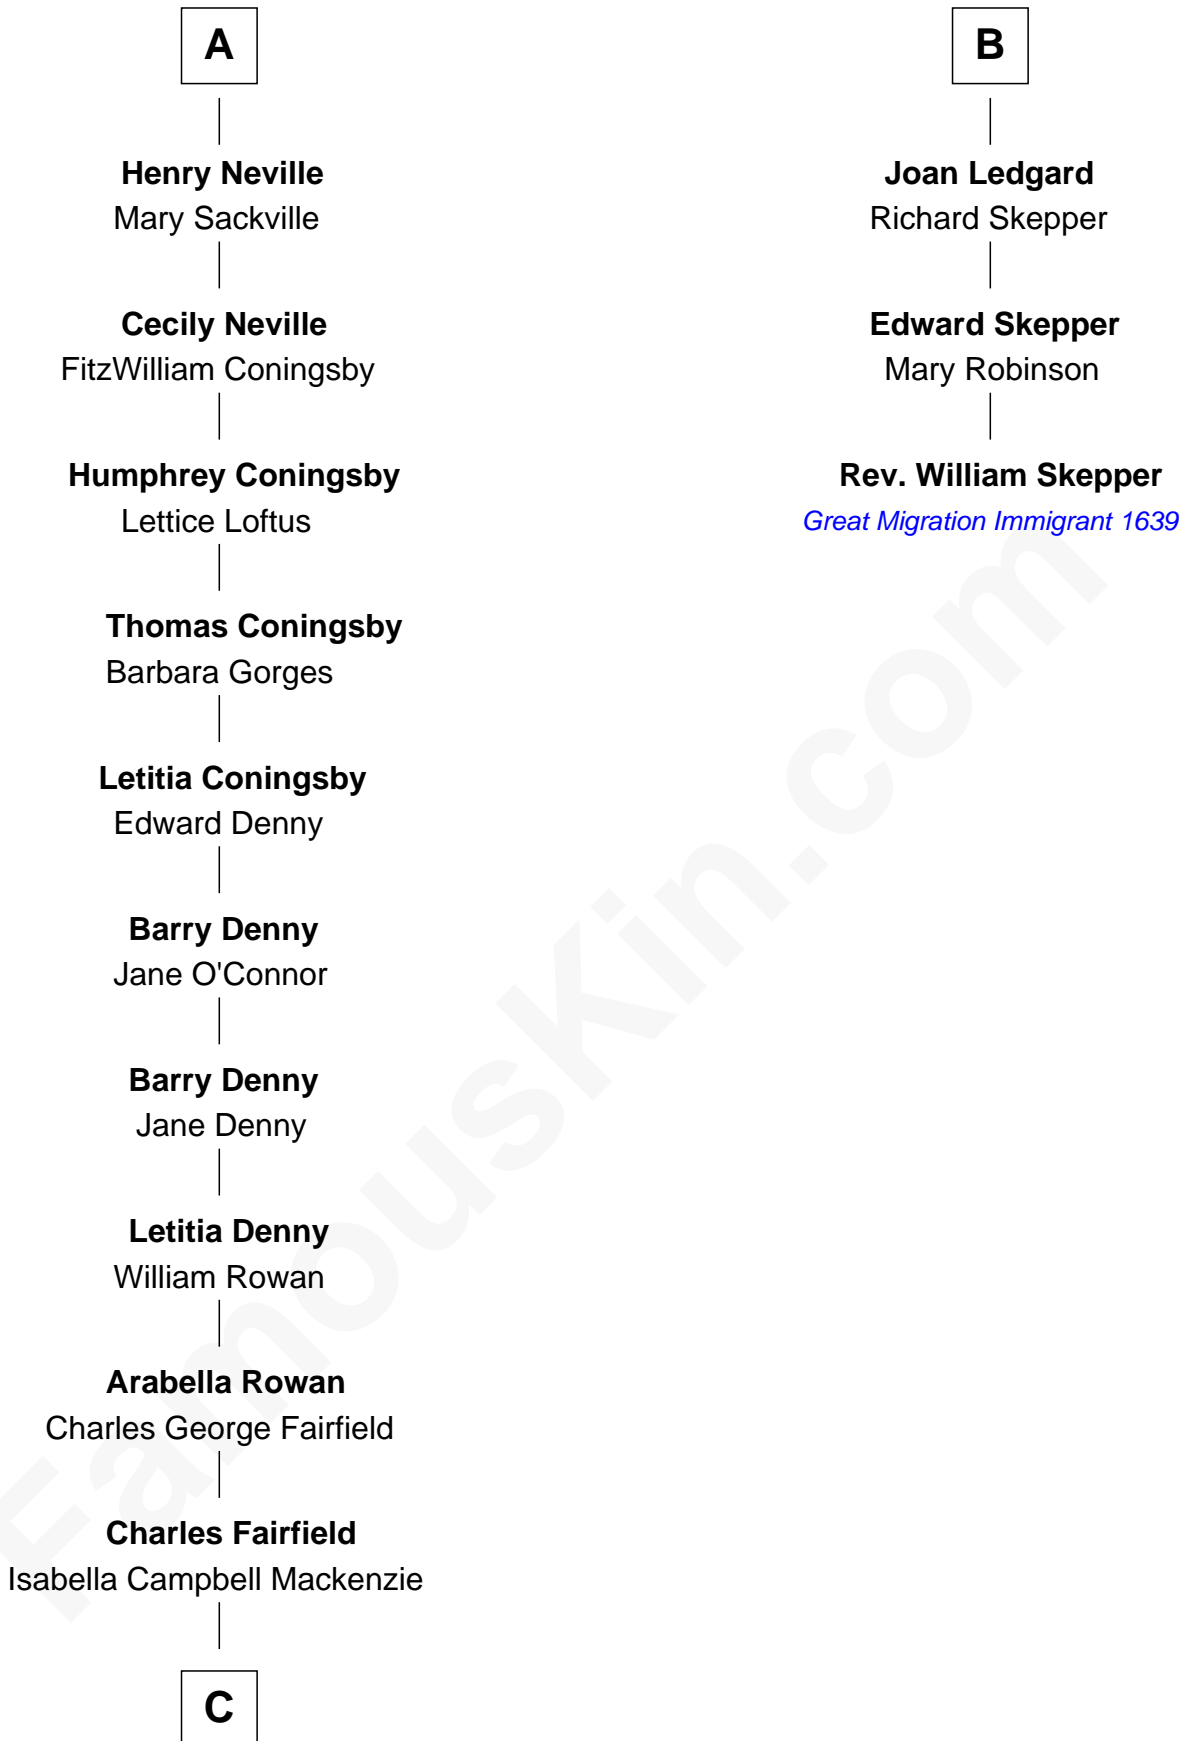 A
Henry Neville
Mary Sackville
Cecily Neville
FitzWilliam Coningsby
Humphrey Coningsby
Lettice Loftus
Thomas Coningsby
Barbara Gorges
Letitia Coningsby
Edward Denny
Barry Denny
Jane O'Connor
Barry Denny
Jane Denny
Letitia Denny
William Rowan
Arabella Rowan
Charles George Fairfield
Charles Fairfield
Isabella Campbell Mackenzie
C
B
Joan Ledgard
Richard Skepper
Edward Skepper
Mary Robinson
Rev. William Skepper
Great Migration Immigrant 1639
FamousKin.com